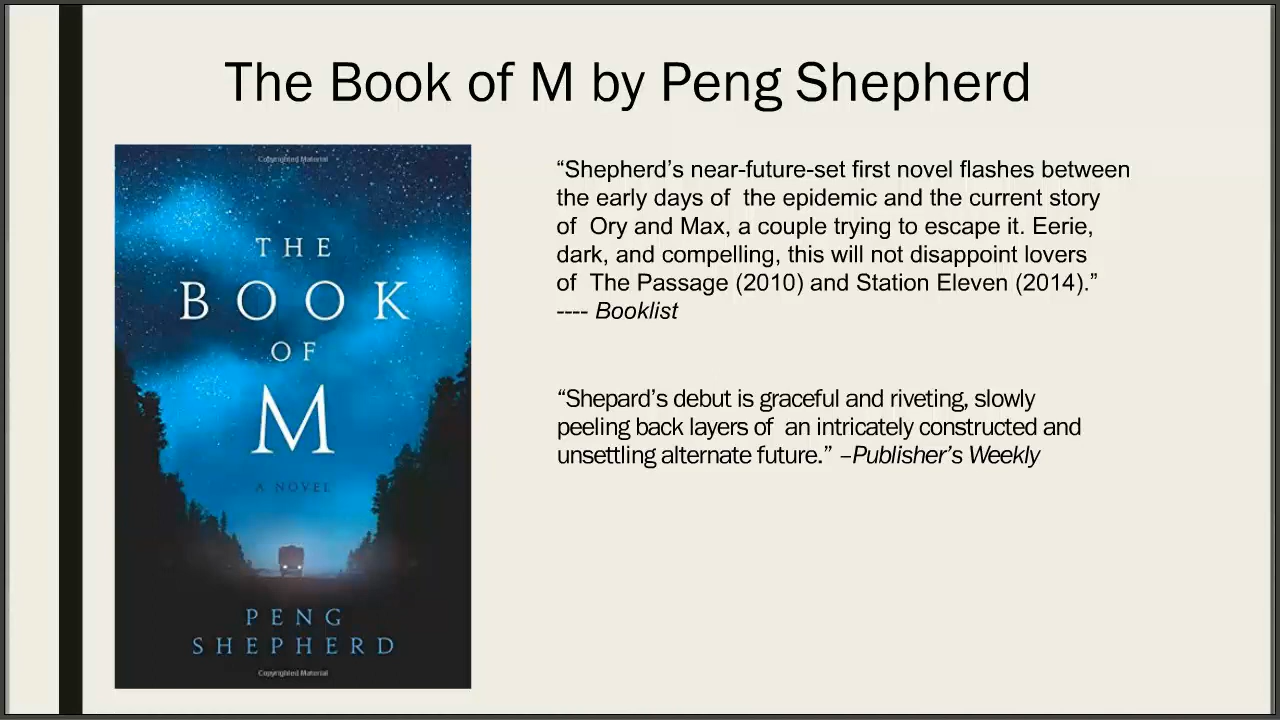 The Book of M by Peng Shepherd
Copyrighted Material
THE
BOOK
OF
M
A NOVEL
PENG
SHEPHERD
Copyrighted Material
“Shepherd’s near-future-set first novel flashes between
the early days of  the epidemic and the current story
of  Ory and Max, a couple trying to escape it. Eerie,
dark, and compelling, this will not disappoint lovers
of  The Passage (2010) and Station Eleven (2014).”
---- Booklist
“Shepard’s debut is graceful and riveting, slowly
peeling back layers of  an intricately constructed and
unsettling alternate future.” –Publisher’s Weekly